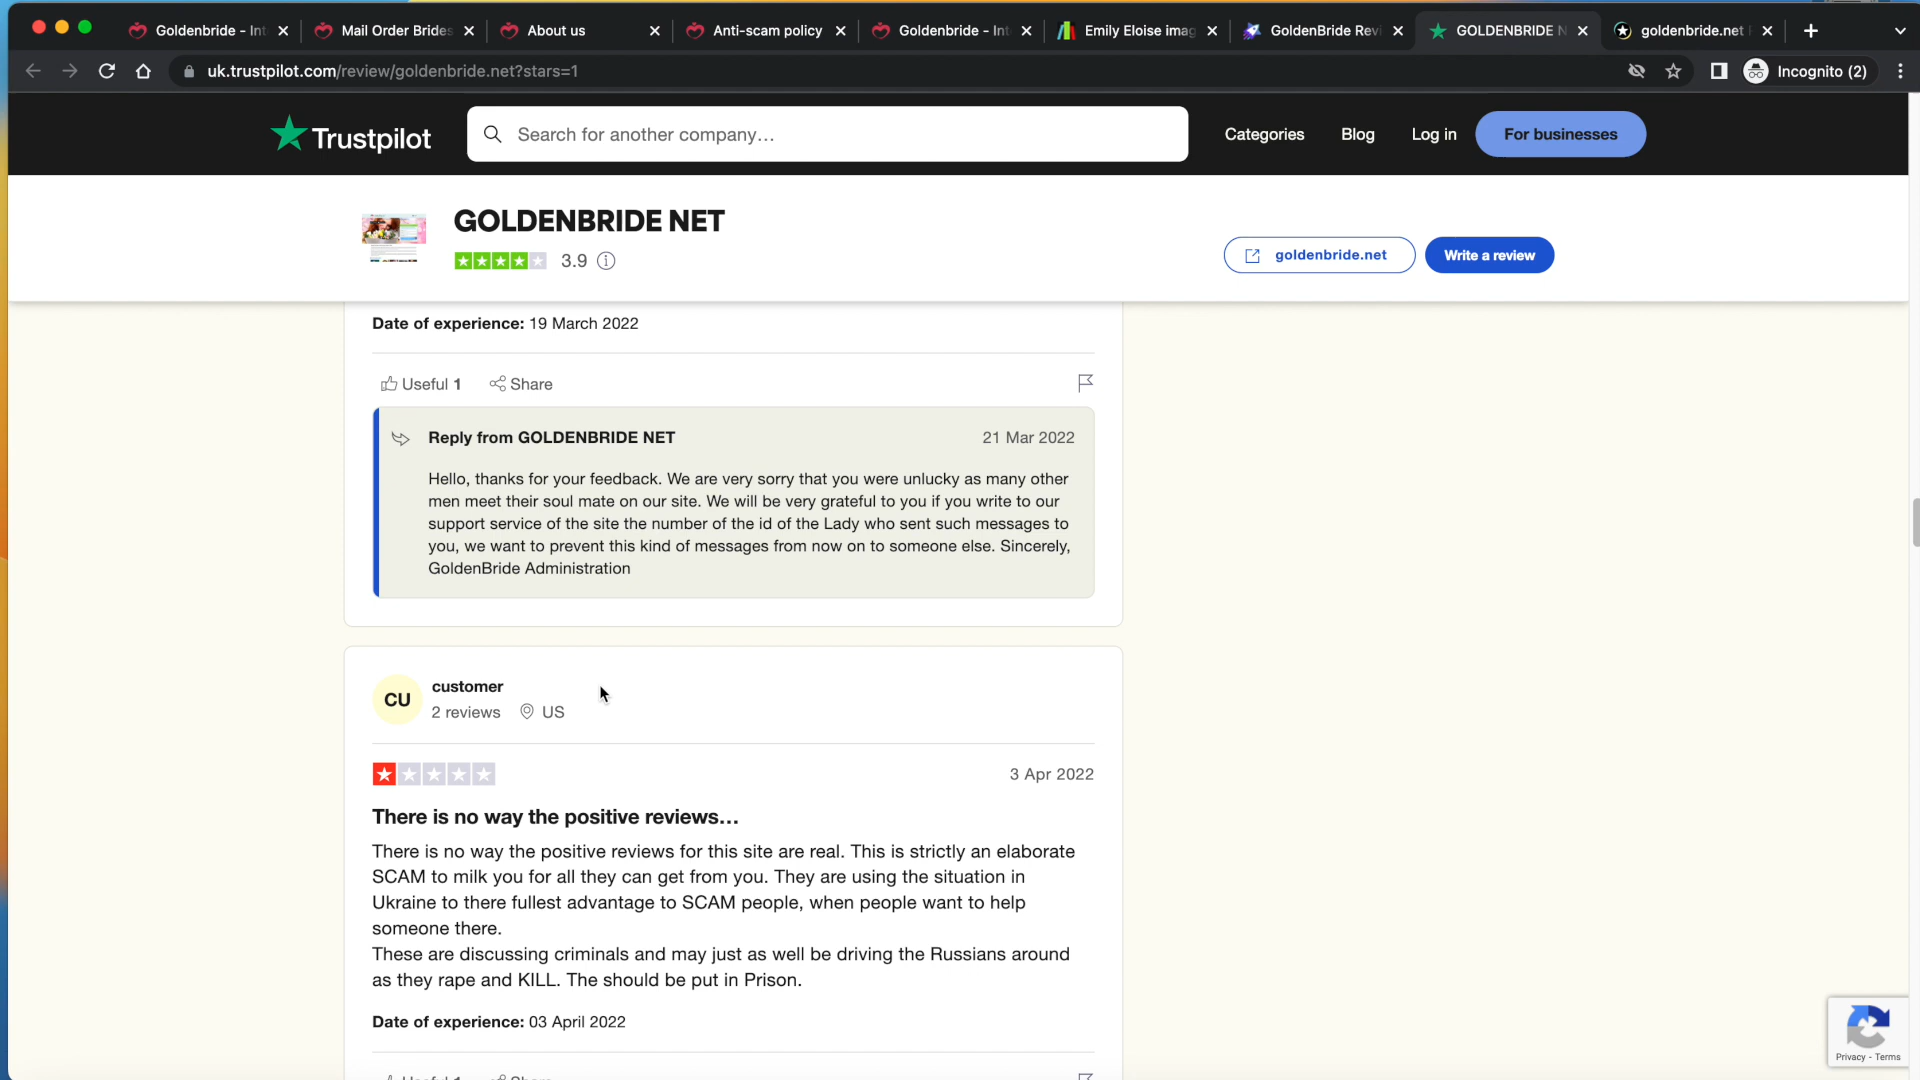 Goldenbride - Int
Mail Order Brides
About us
Anti-scam policy
Goldenbride - Int
Emily Eloise imag
GoldenBride Revi
GOLDENBRIDE N
goldenbride.net
uk.trustpilot.com/review/goldenbride.net?stars=1
Incognito (2)
Trustpilot
Search for another company...
Categories
Blog
Log in
For businesses
GOLDENBRIDE NET
3.9
goldenbride.net
Write a review
Date of experience: 19 March 2022
Useful 1
Share
Reply from GOLDENBRIDE NET
21 Mar 2022
Hello, thanks for your feedback. We are very sorry that you were unlucky as many other
men meet their soul mate on our site. We will be very grateful to you if you write to our
support service of the site the number of the id of the Lady who sent such messages to
you, we want to prevent this kind of messages from now on to someone else. Sincerely,
GoldenBride Administration
CU
customer
2 reviews
US
3 Apr 2022
There is no way the positive reviews...
There is no way the positive reviews for this site are real. This is strictly an elaborate
SCAM to milk you for all they can get from you. They are using the situation in
Ukraine to there fullest advantage to SCAM people, when people want to help
someone there.
These are discussing criminals and may just as well be driving the Russians around
as they rape and KILL. The should be put in Prison.
Date of experience: 03 April 2022
Useful 1
Share
Privacy - Terms